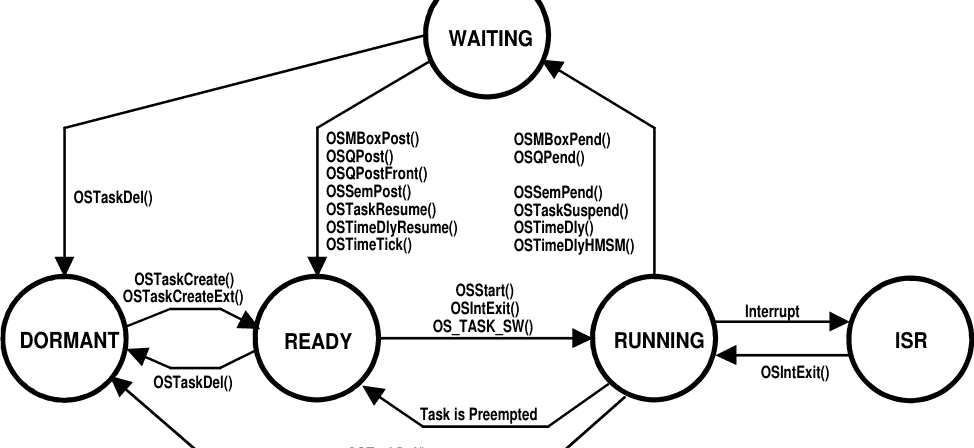 WAITING
OSMBoxPost()
OSQPost()
OSQPostFront()
OSSemPost()
OSTaskResume()
OSTimeDlyResume()
OSTimeTick()
OSMBoxPend()
OSQPend()
OSSemPend()
OSTaskSuspend()
OSTimeDly()
OSTimeDlyHMSM()
OSTaskDel()
OSTaskCreate()
OSTaskCreateExt()
OSStart()
OSIntExit()
OS_TASK_SW()
Interrupt
DORMANT
READY
RUNNING
ISR
OSIntExit()
OSTaskDel()
Task is Preempted